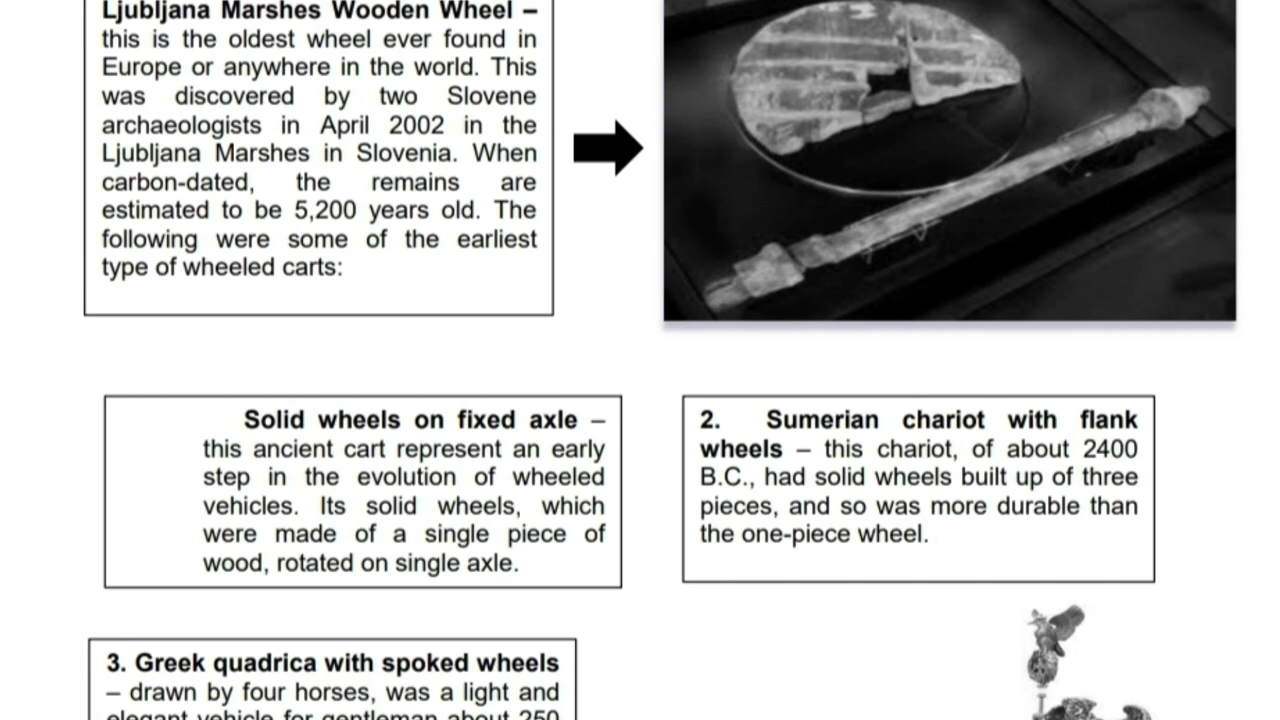 Ljubljana Marshes Wooden Wheel –
this is the oldest wheel ever found in
Europe or anywhere in the world. This
was discovered by two Slovene
archaeologists in April 2002 in the
Ljubljana Marshes in Slovenia. When
carbon-dated, the remains are
estimated to be 5,200 years old. The
following were some of the earliest
type of wheeled carts:
Solid wheels on fixed axle –
this ancient cart represent an early
step in the evolution of wheeled
vehicles. Its solid wheels, which
were made of a single piece of
wood, rotated on single axle.
2. Sumerian chariot with flank
wheels – this chariot, of about 2400
B.C., had solid wheels built up of three
pieces, and so was more durable than
the one-piece wheel.
3. Greek quadrica with spoked wheels
– drawn by four horses, was a light and
elegant vehicle for gentleman about 250